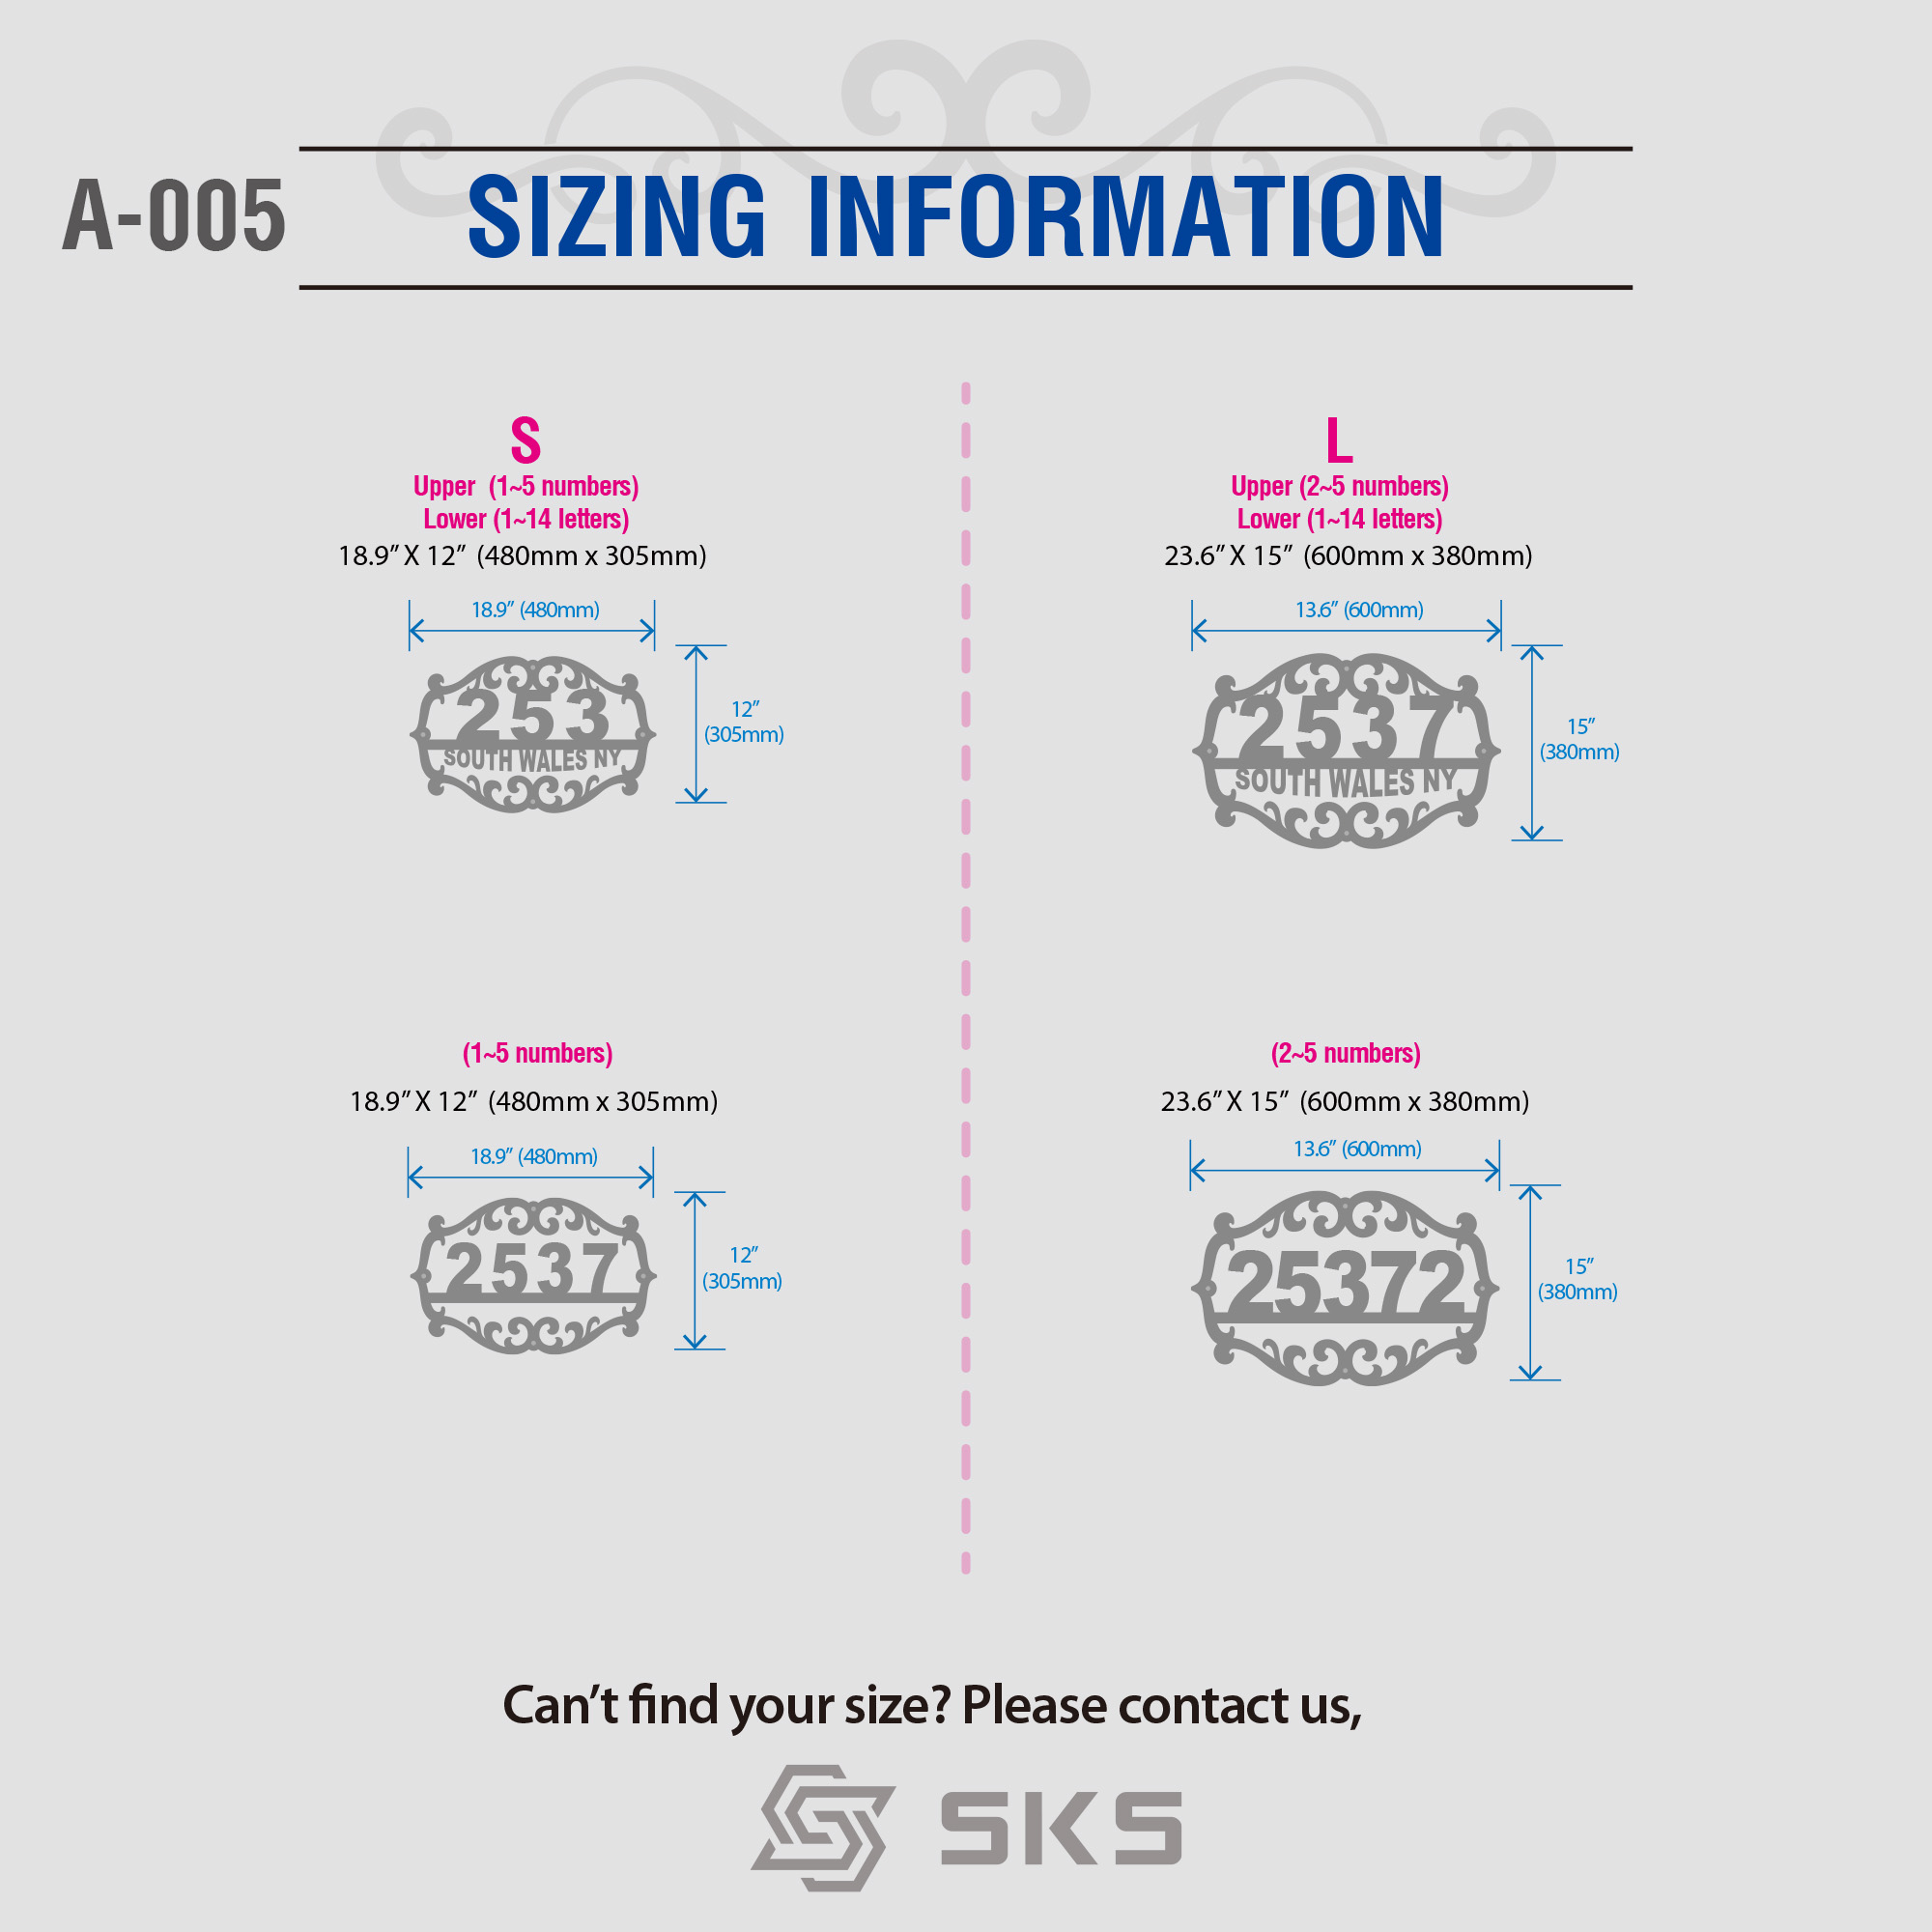 A-005
SIZING INFORMATION
S
Upper (1~5 numbers)
Lower (1~14 letters)
18.9” X 12” (480mm x 305mm)
18.9” (480mm)
12”
(305mm)
253
SOUTH WALES NY
L
Upper (2~5 numbers)
Lower (1~14 letters)
23.6” X 15” (600mm x 380mm)
13.6” (600mm)
15”
(380mm)
2537
SOUTH WALES NY
(1~5 numbers)
18.9” X 12” (480mm x 305mm)
18.9” (480mm)
12”
(305mm)
2537
(2~5 numbers)
23.6” X 15” (600mm x 380mm)
13.6” (600mm)
15”
(380mm)
25372
Can’t find your size? Please contact us,
SKS